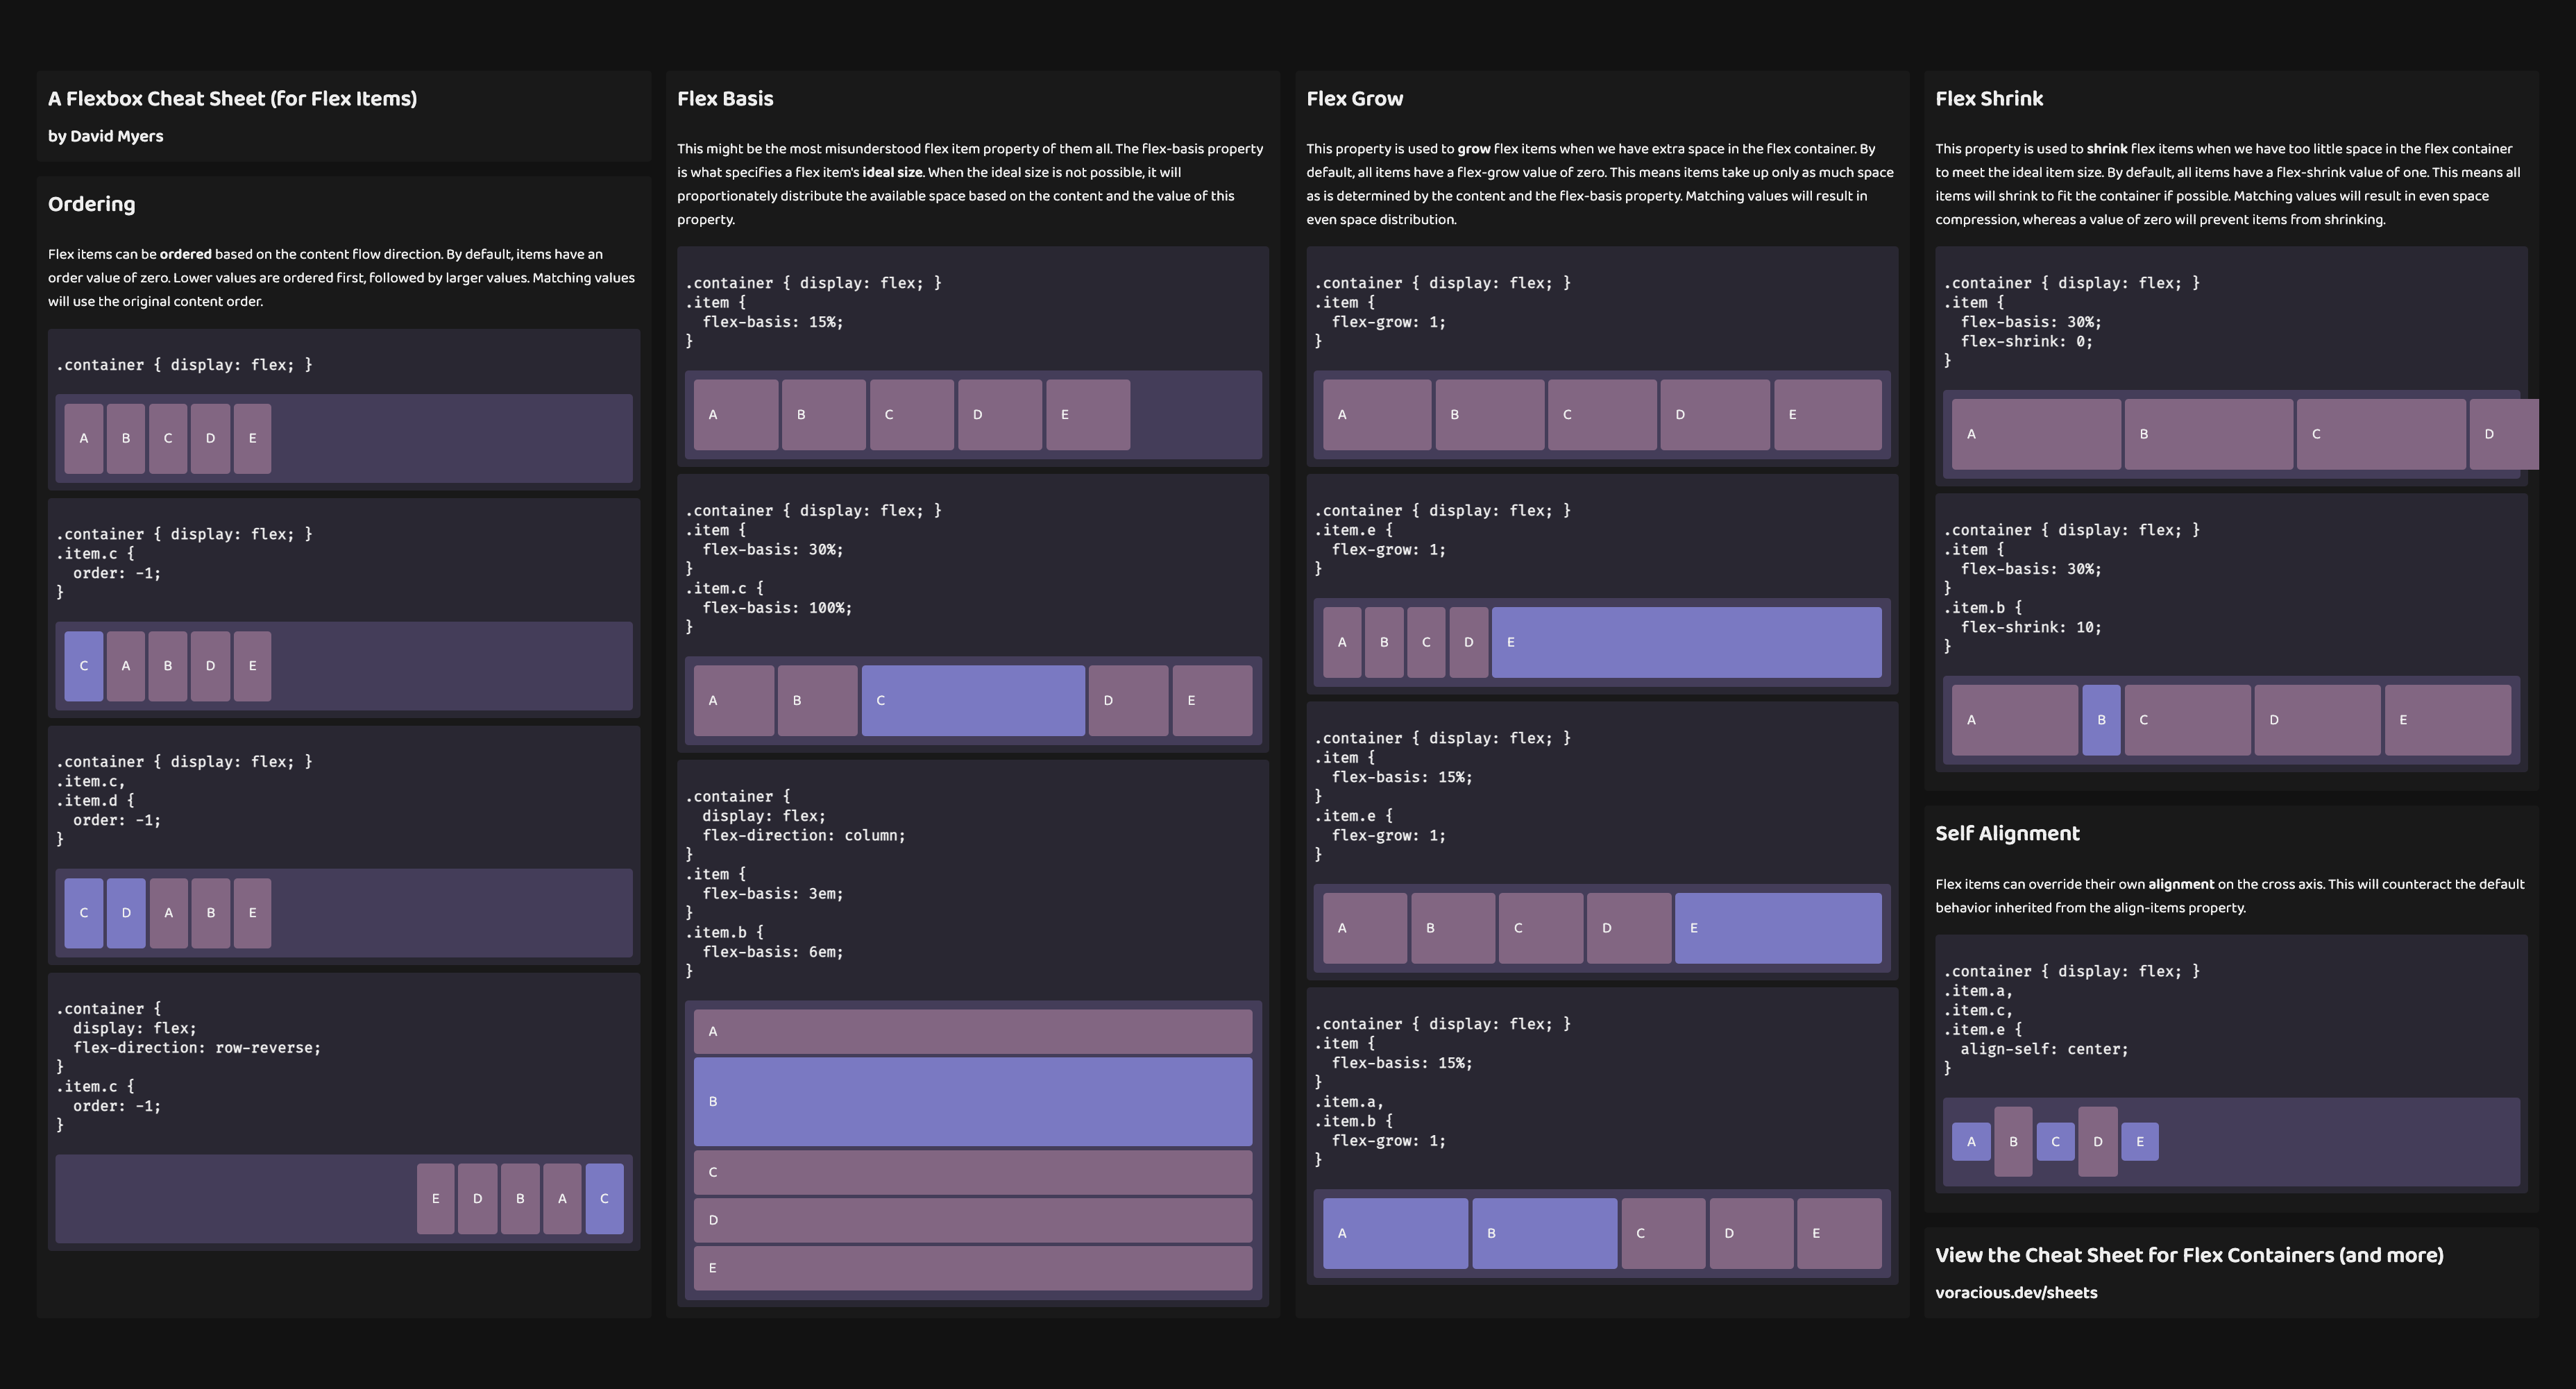 A Flexbox Cheat Sheet (for Flex Items)
by David Myers
Ordering
Flex items can be ordered based on the content flow direction. By default, items have an
order value of zero. Lower values are ordered first, followed by larger values. Matching values
will use the original content order.
.container { display: flex; }
A B C D E
.container { display: flex; }
.item.c {
  order: -1;
}
C A B D E
.container { display: flex; }
.item.c,
.item.d {
  order: -1;
}
C D A B E
.container {
  display: flex;
  flex-direction: row-reverse;
}
.item.c {
  order: -1;
}
E D B A C
Flex Basis
This might be the most misunderstood flex item property of them all. The flex-basis property
is what specifies a flex item's ideal size. When the ideal size is not possible, it will
proportionately distribute the available space based on the content and the value of this
property.
.container { display: flex; }
.item {
  flex-basis: 15%;
}
A B C D E
.container { display: flex; }
.item {
  flex-basis: 30%;
}
.item.c {
  flex-basis: 100%;
}
A B C D E
.container {
  display: flex;
  flex-direction: column;
}
.item {
  flex-basis: 3em;
}
.item.b {
  flex-basis: 6em;
}
A
B
C
D
E
Flex Grow
This property is used to grow flex items when we have extra space in the flex container. By
default, all items have a flex-grow value of zero. This means items take up only as much space
as is determined by the content and the flex-basis property. Matching values will result in
even space distribution.
.container { display: flex; }
.item {
  flex-grow: 1;
}
A B C D E
.container { display: flex; }
.item.e {
  flex-grow: 1;
}
A B C D E
.container { display: flex; }
.item {
  flex-basis: 15%;
}
.item.e {
  flex-grow: 1;
}
A B C D E
.container { display: flex; }
.item {
  flex-basis: 15%;
}
.item.a,
.item.b {
  flex-grow: 1;
}
A B C D E
Flex Shrink
This property is used to shrink flex items when we have too little space in the flex container
to meet the ideal item size. By default, all items have a flex-shrink value of one. This means all
items will shrink to fit the container if possible. Matching values will result in even space
compression, whereas a value of zero will prevent items from shrinking.
.container { display: flex; }
.item {
  flex-basis: 30%;
  flex-shrink: 0;
}
A B C D
.container { display: flex; }
.item {
  flex-basis: 30%;
}
.item.b {
  flex-shrink: 10;
}
A B C D E
Self Alignment
Flex items can override their own alignment on the cross axis. This will counteract the default
behavior inherited from the align-items property.
.container { display: flex; }
.item.a,
.item.c,
.item.e {
  align-self: center;
}
A B C D E
View the Cheat Sheet for Flex Containers (and more)
voracious.dev/sheets